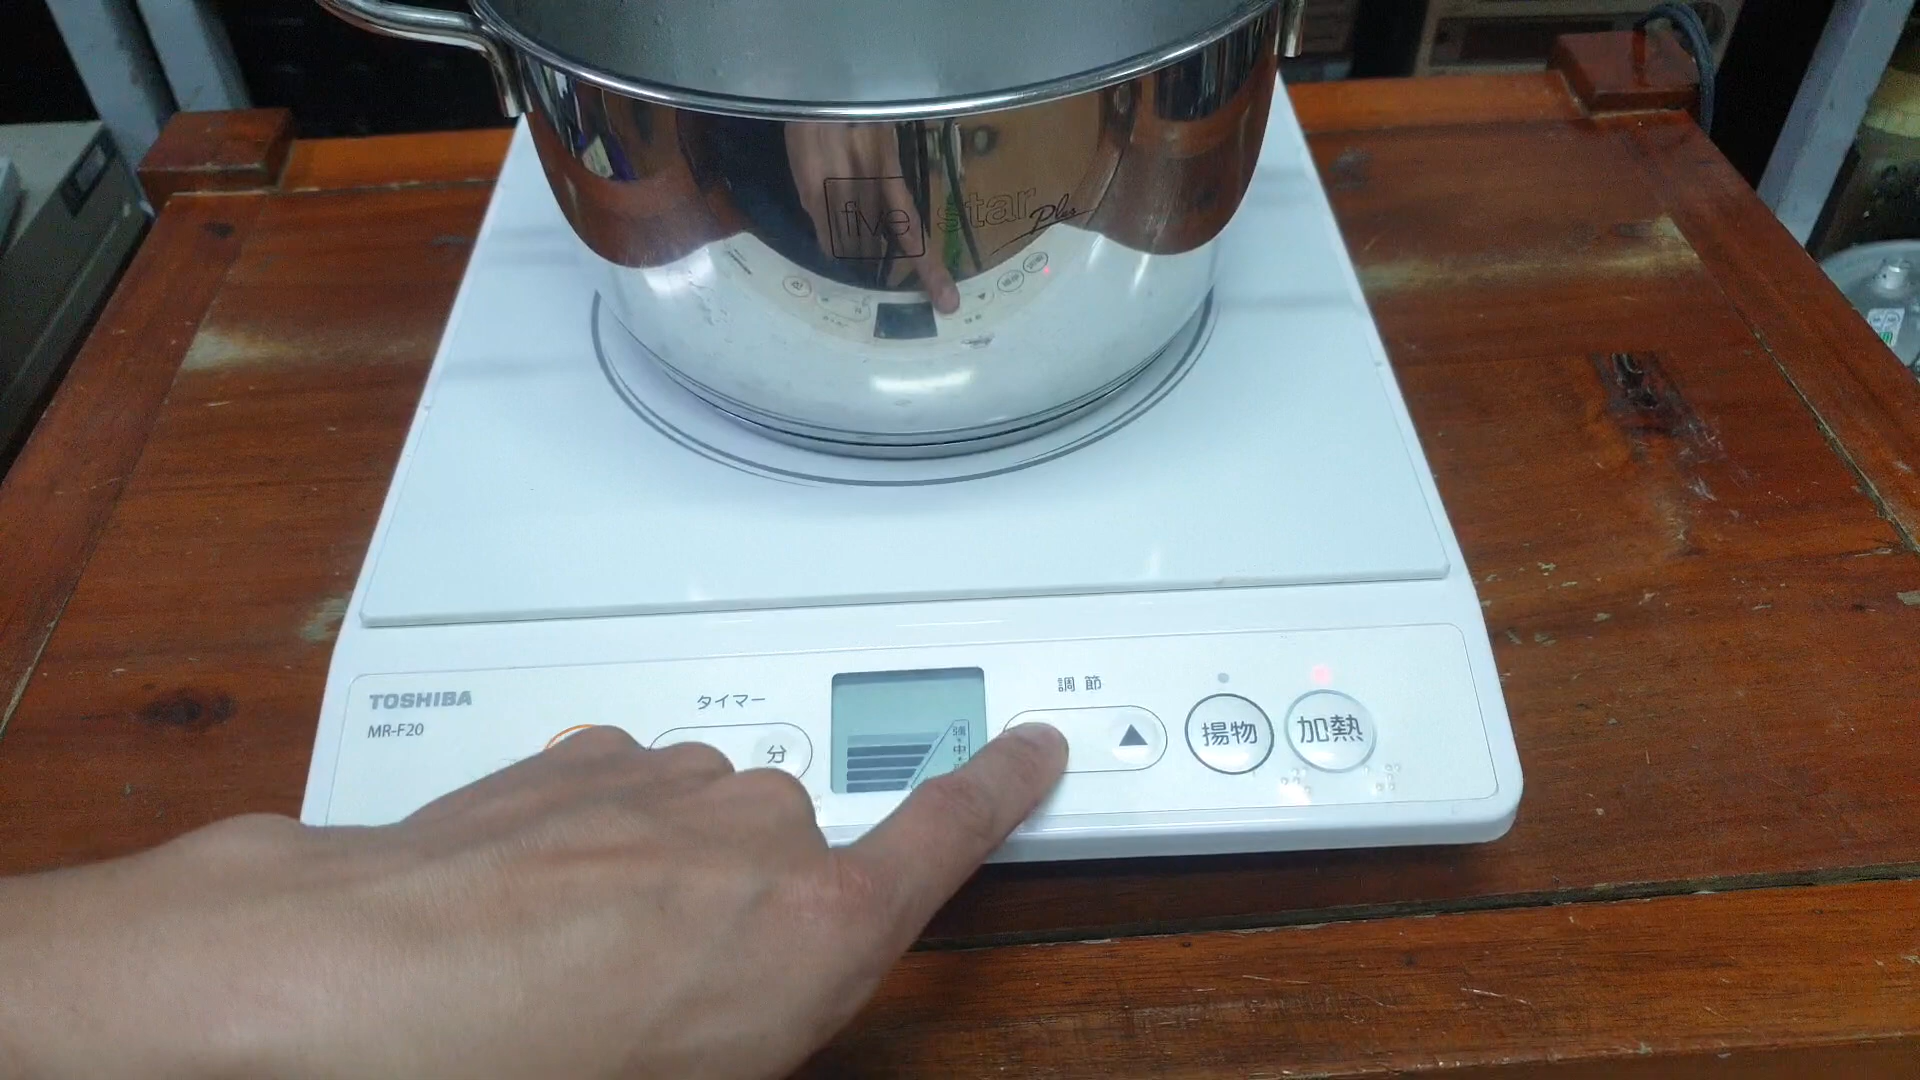 five star Plus
TOSHIBA
MR-F20
タイマー
分
強
中
調節
▲
揚物
加熱